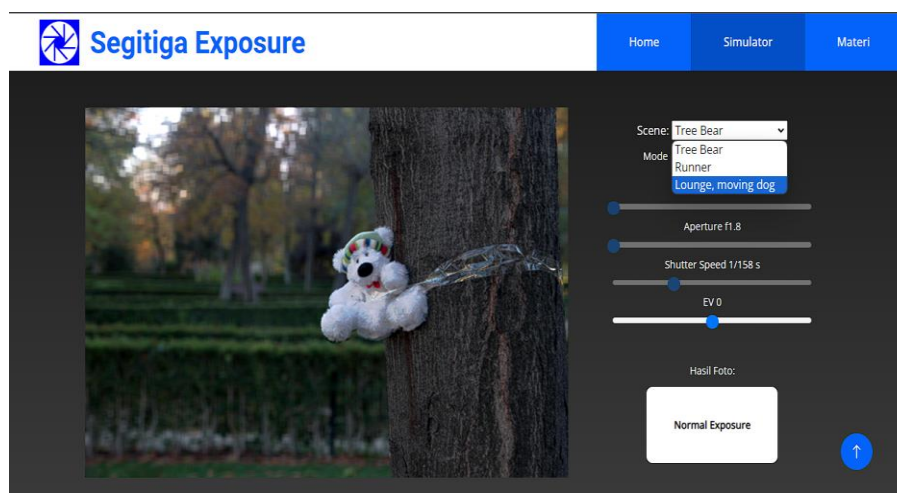 Segitiga Exposure
Home Simulator Materi
Scene: Tree Bear
Tree Bear
Runner
Lounge, moving dog
Mode
Aperture f1.8
Shutter Speed 1/158 s
EV 0
Hasil Foto:
Normal Exposure